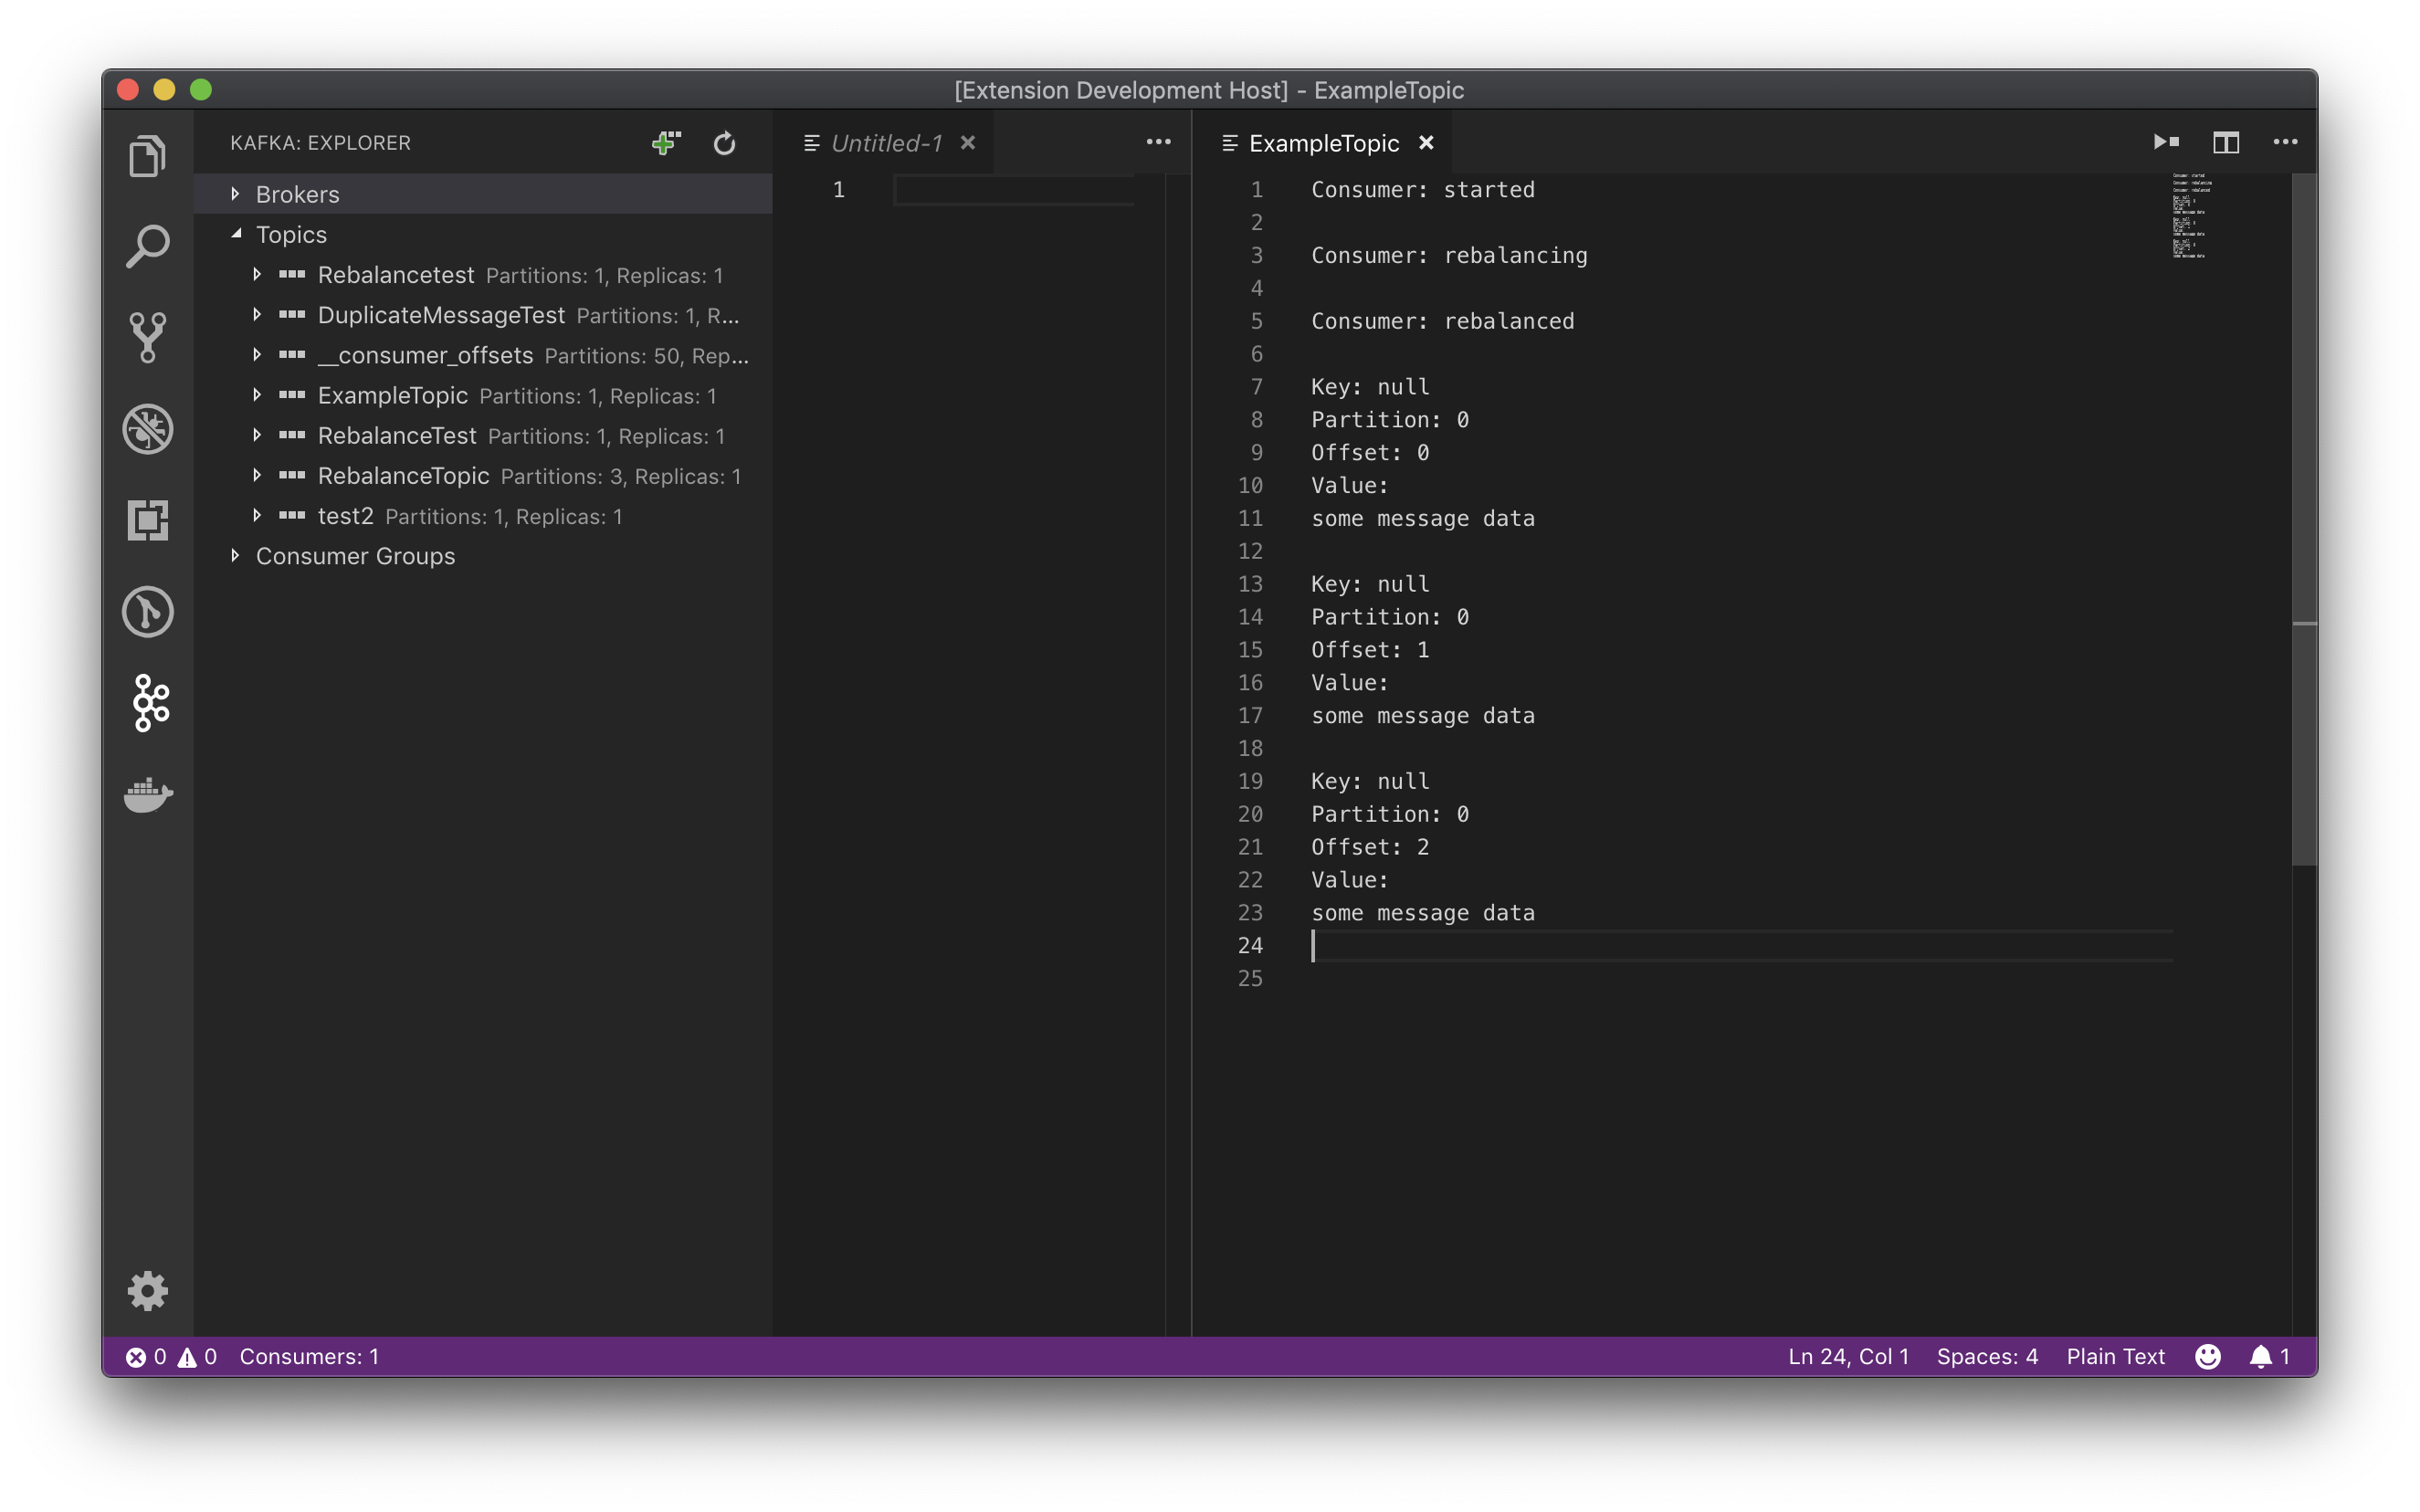 [Extension Development Host] - ExampleTopic
KAFKA: EXPLORER
Brokers
Topics
Rebalancetest Partitions: 1, Replicas: 1
DuplicateMessageTest Partitions: 1, R...
__consumer_offsets Partitions: 50, Rep...
ExampleTopic Partitions: 1, Replicas: 1
RebalanceTest Partitions: 1, Replicas: 1
RebalanceTopic Partitions: 3, Replicas: 1
test2 Partitions: 1, Replicas: 1
Consumer Groups
Untitled-1
1
ExampleTopic
1 Consumer: started
2
3 Consumer: rebalancing
4
5 Consumer: rebalanced
6
7 Key: null
8 Partition: 0
9 Offset: 0
10 Value:
11 some message data
12
13 Key: null
14 Partition: 0
15 Offset: 1
16 Value:
17 some message data
18
19 Key: null
20 Partition: 0
21 Offset: 2
22 Value:
23 some message data
24
25
0 0 Consumers: 1
Ln 24, Col 1 Spaces: 4 Plain Text 1